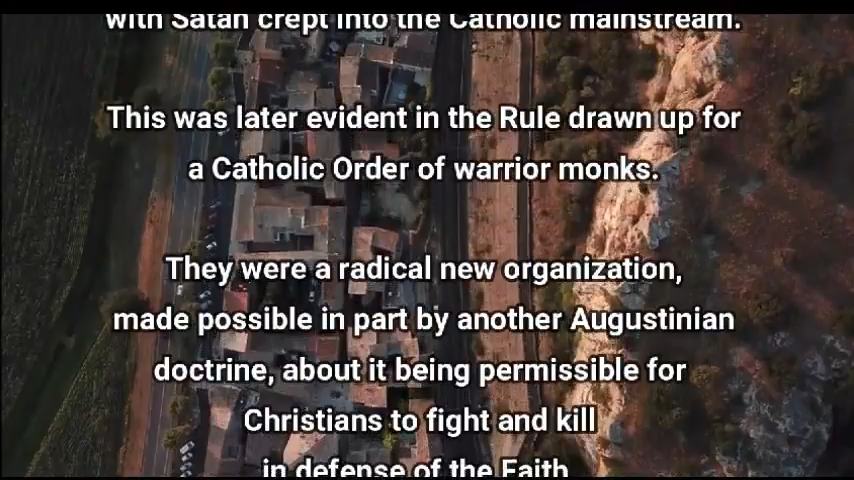 with Satan crept into the Catholic mainstream.
This was later evident in the Rule drawn up for
a Catholic Order of warrior monks.
They were a radical new organization,
made possible in part by another Augustinian
doctrine, about it being permissible for
Christians to fight and kill
in defense of the Faith